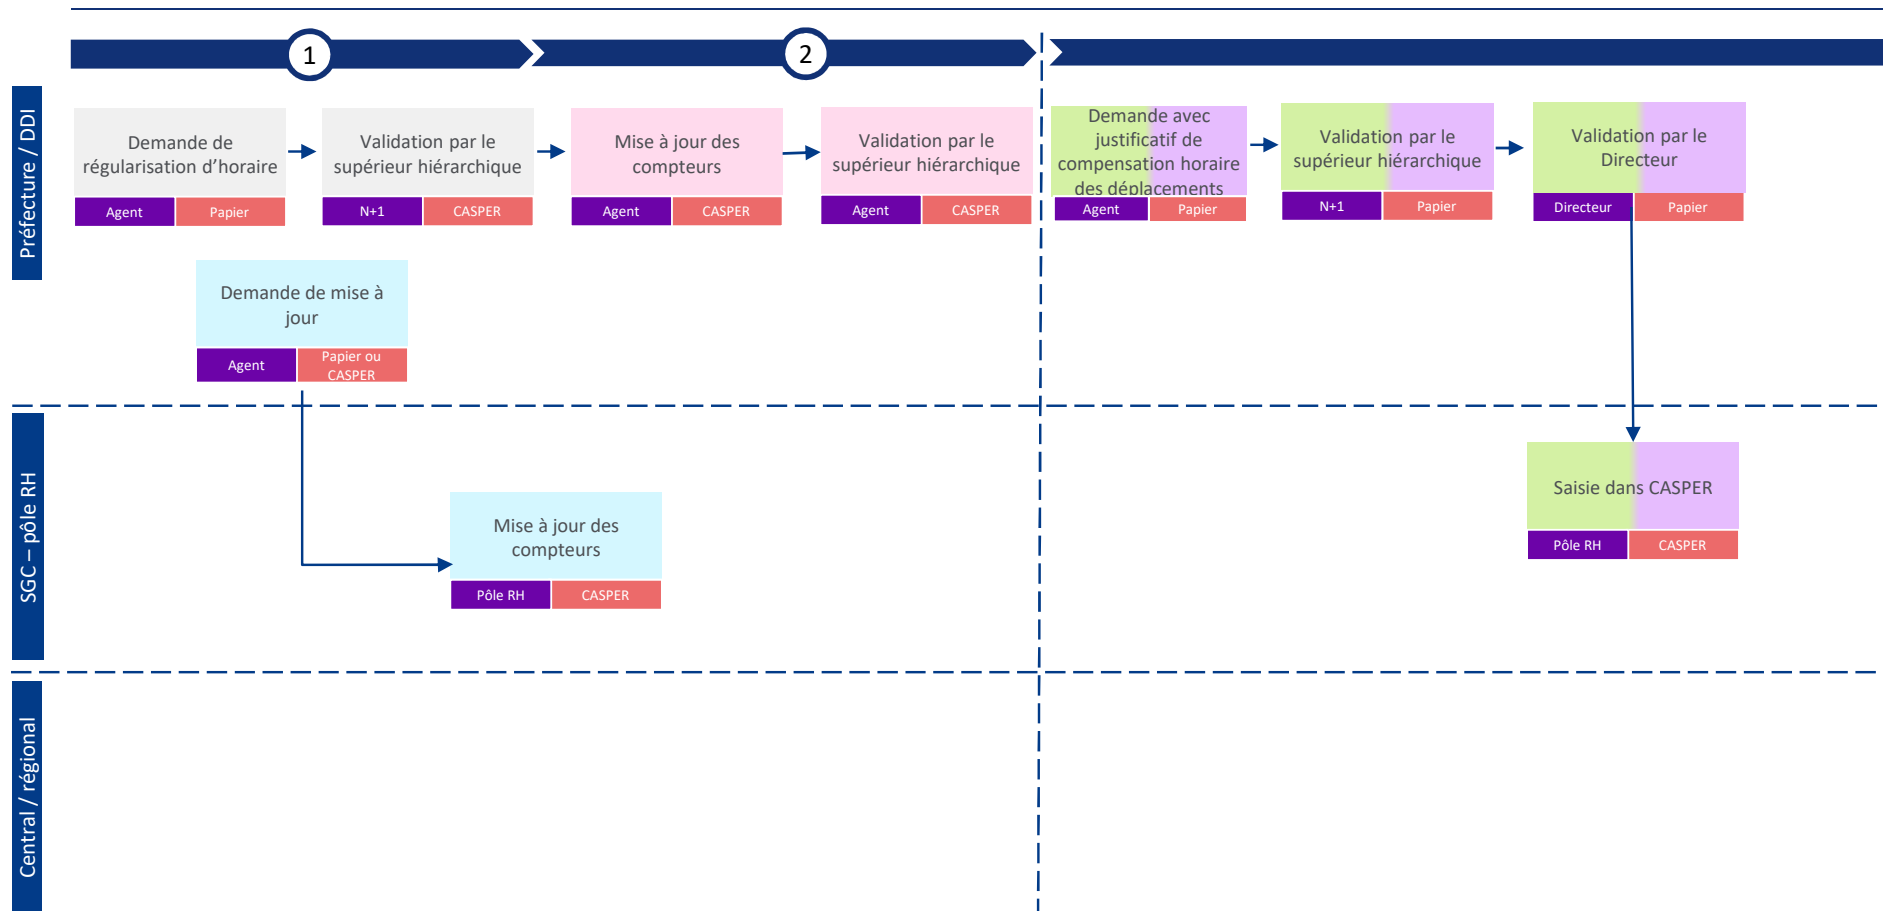 1
2
Préfecture / DDI
Demande de
régularisation d’horaire
Agent
Papier
Validation par le
supérieur hiérarchique
N+1
CASPER
Mise à jour des
compteurs
Agent
CASPER
Validation par le
supérieur hiérarchique
Agent
CASPER
Demande avec
justificatif de
compensation horaire
des déplacements
Agent
Papier
Validation par le
supérieur hiérarchique
N+1
Papier
Validation par le
Directeur
Directeur
Papier
Demande de mise à
jour
Agent
Papier ou
CASPER
SGC – pôle RH
Mise à jour des
compteurs
Pôle RH
CASPER
Saisie dans CASPER
Pôle RH
CASPER
Central / régional